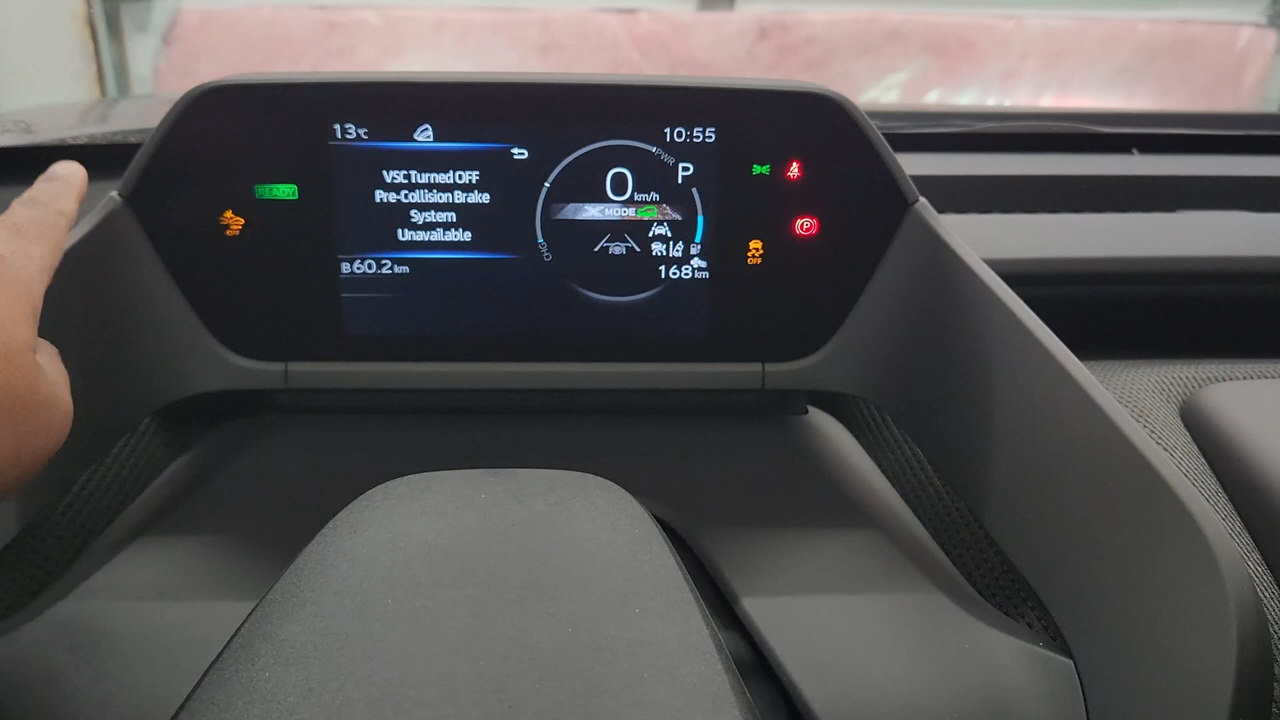 13℃
10:55
PWR
P
READY
VSC Turned OFF
Pre-Collision Brake
System
Unavailable
0 km/h
X MODE
OFF
CHG
OFF
B 60.2 km
168 km